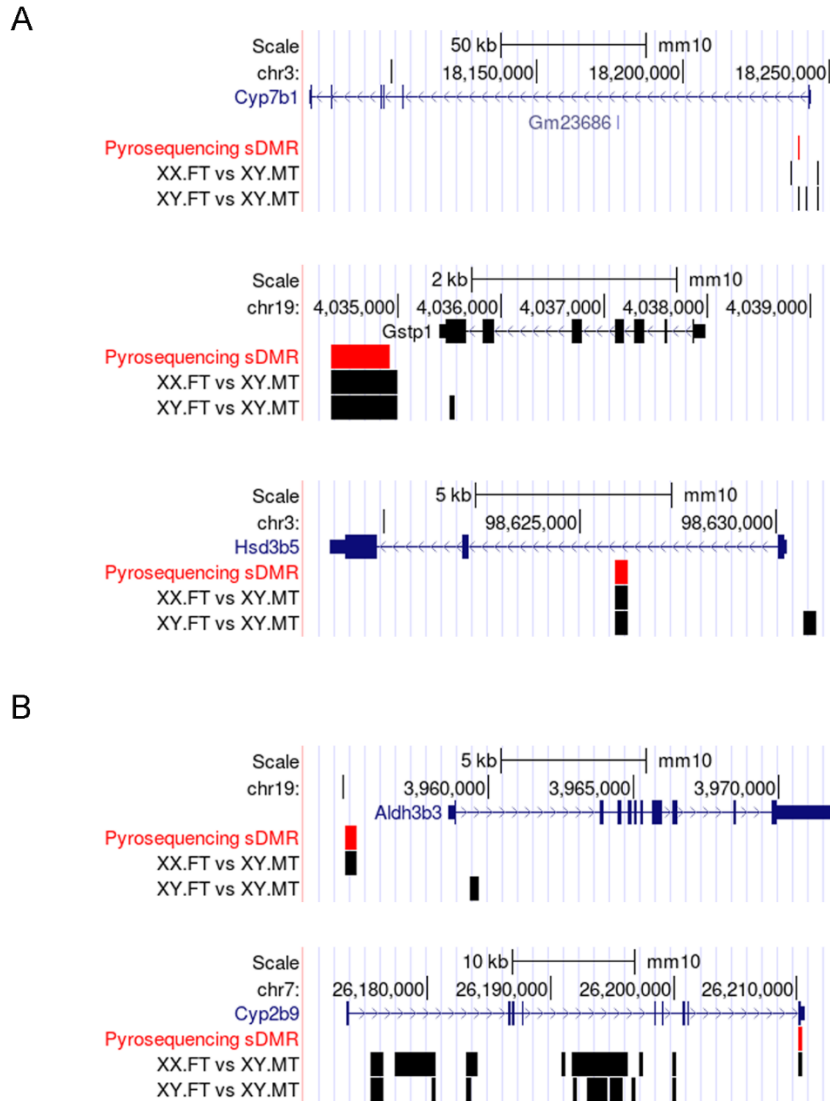 A
Scale 50 kb mm10
chr3: 18,150,000 18,200,000 18,250,000
Cyp7b1
Gm23686
Pyrosequencing sDMR
XX.FT vs XY.MT
XY.FT vs XY.MT
Scale 2 kb mm10
chr19: 4,035,000 4,036,000 4,037,000 4,038,000 4,039,000
Gstp1
Pyrosequencing sDMR
XX.FT vs XY.MT
XY.FT vs XY.MT
Scale 5 kb mm10
chr3: 98,625,000 98,630,000
Hsd3b5
Pyrosequencing sDMR
XX.FT vs XY.MT
XY.FT vs XY.MT
B
Scale 5 kb mm10
chr19: 3,960,000 3,965,000 3,970,000
Aldh3b3
Pyrosequencing sDMR
XX.FT vs XY.MT
XY.FT vs XY.MT
Scale 10 kb mm10
chr7: 26,180,000 26,190,000 26,200,000 26,210,000
Cyp2b9
Pyrosequencing sDMR
XX.FT vs XY.MT
XY.FT vs XY.MT